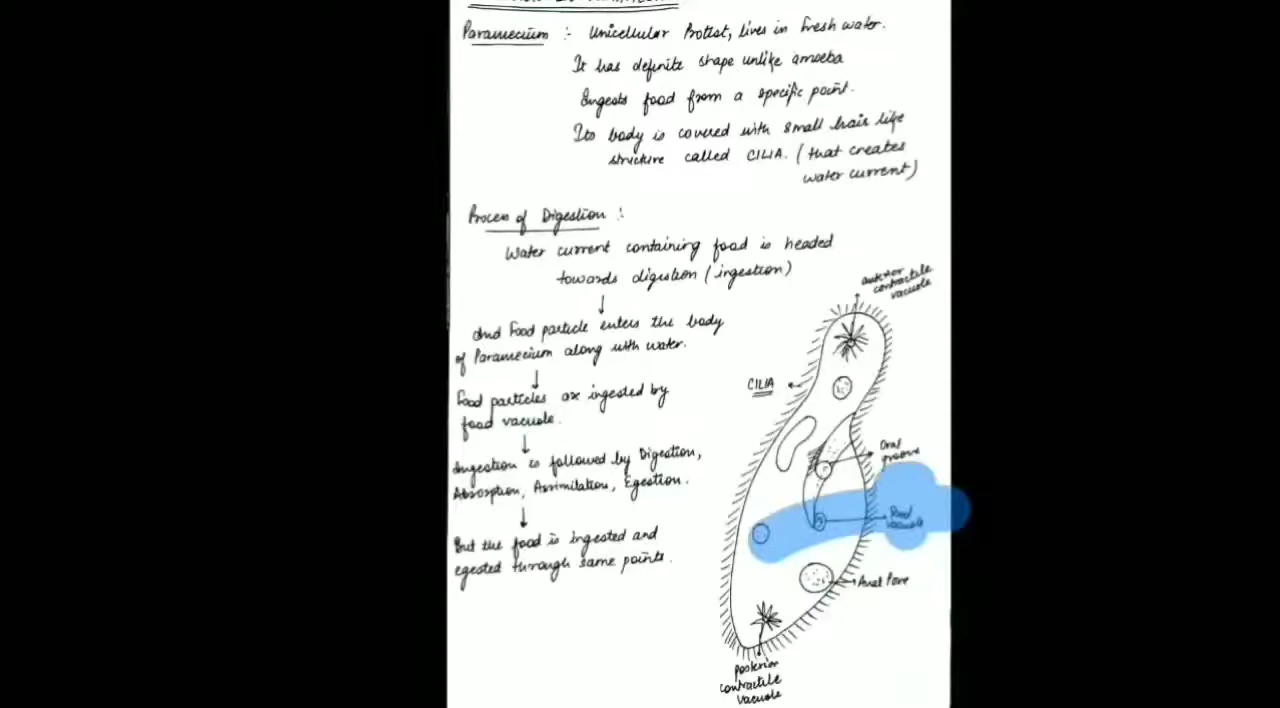 Paramecium :- Unicellular Protist, lives in fresh water.
It has definite shape unlike amoeba
Ingests food from a specific point.
Its body is covered with small hair like
structure called CILIA. (that creates
water current)
Process of Digestion :-
Water current containing food is headed
towards digestion (ingestion)
And Food particle enters the body
of Paramecium along with water.
Food particles are ingested by
food vacuole.
Ingestion is followed by Digestion,
Absorption, Assimilation, Egestion.
But the food is ingested and
egested through same points.
anterior
contractile
vacuole
CILIA
Oral
groove
Food
vacuole
Anal Pore
Posterior
contractile
vacuole